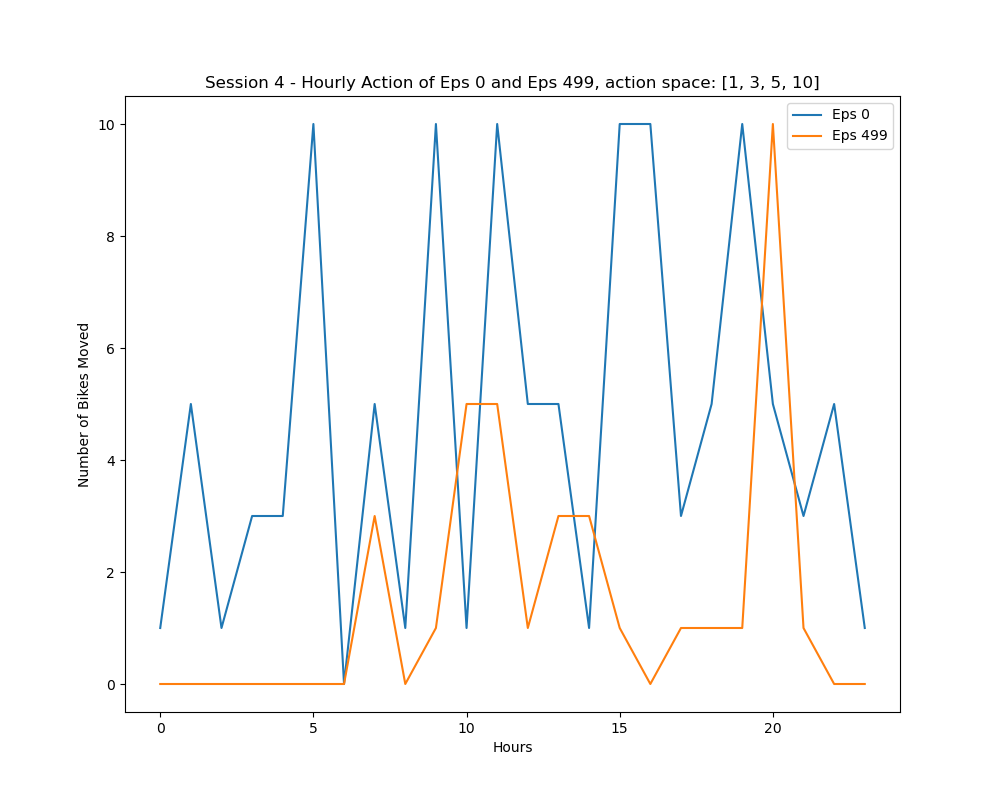 Session 4 - Hourly Action of Eps 0 and Eps 499, action space: [1, 3, 5, 10]
Eps 0
Eps 499
10
8
6
4
2
0
Number of Bikes Moved
0 5 10 15 20
Hours